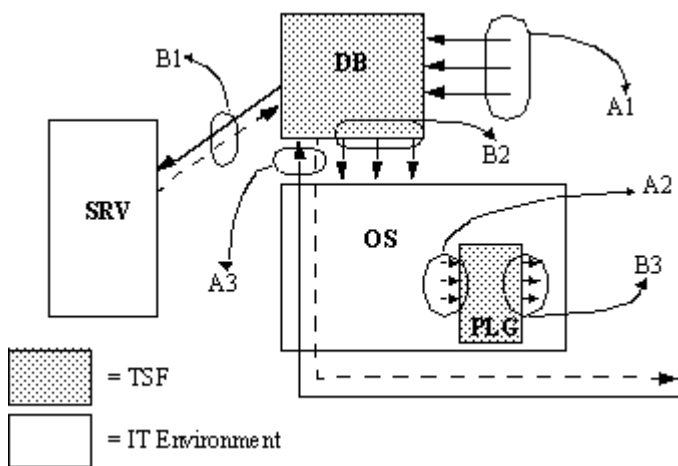 DB
B1
A1
B2
SRV
OS
A2
A3
B3
PLG
= TSF
= IT Environment